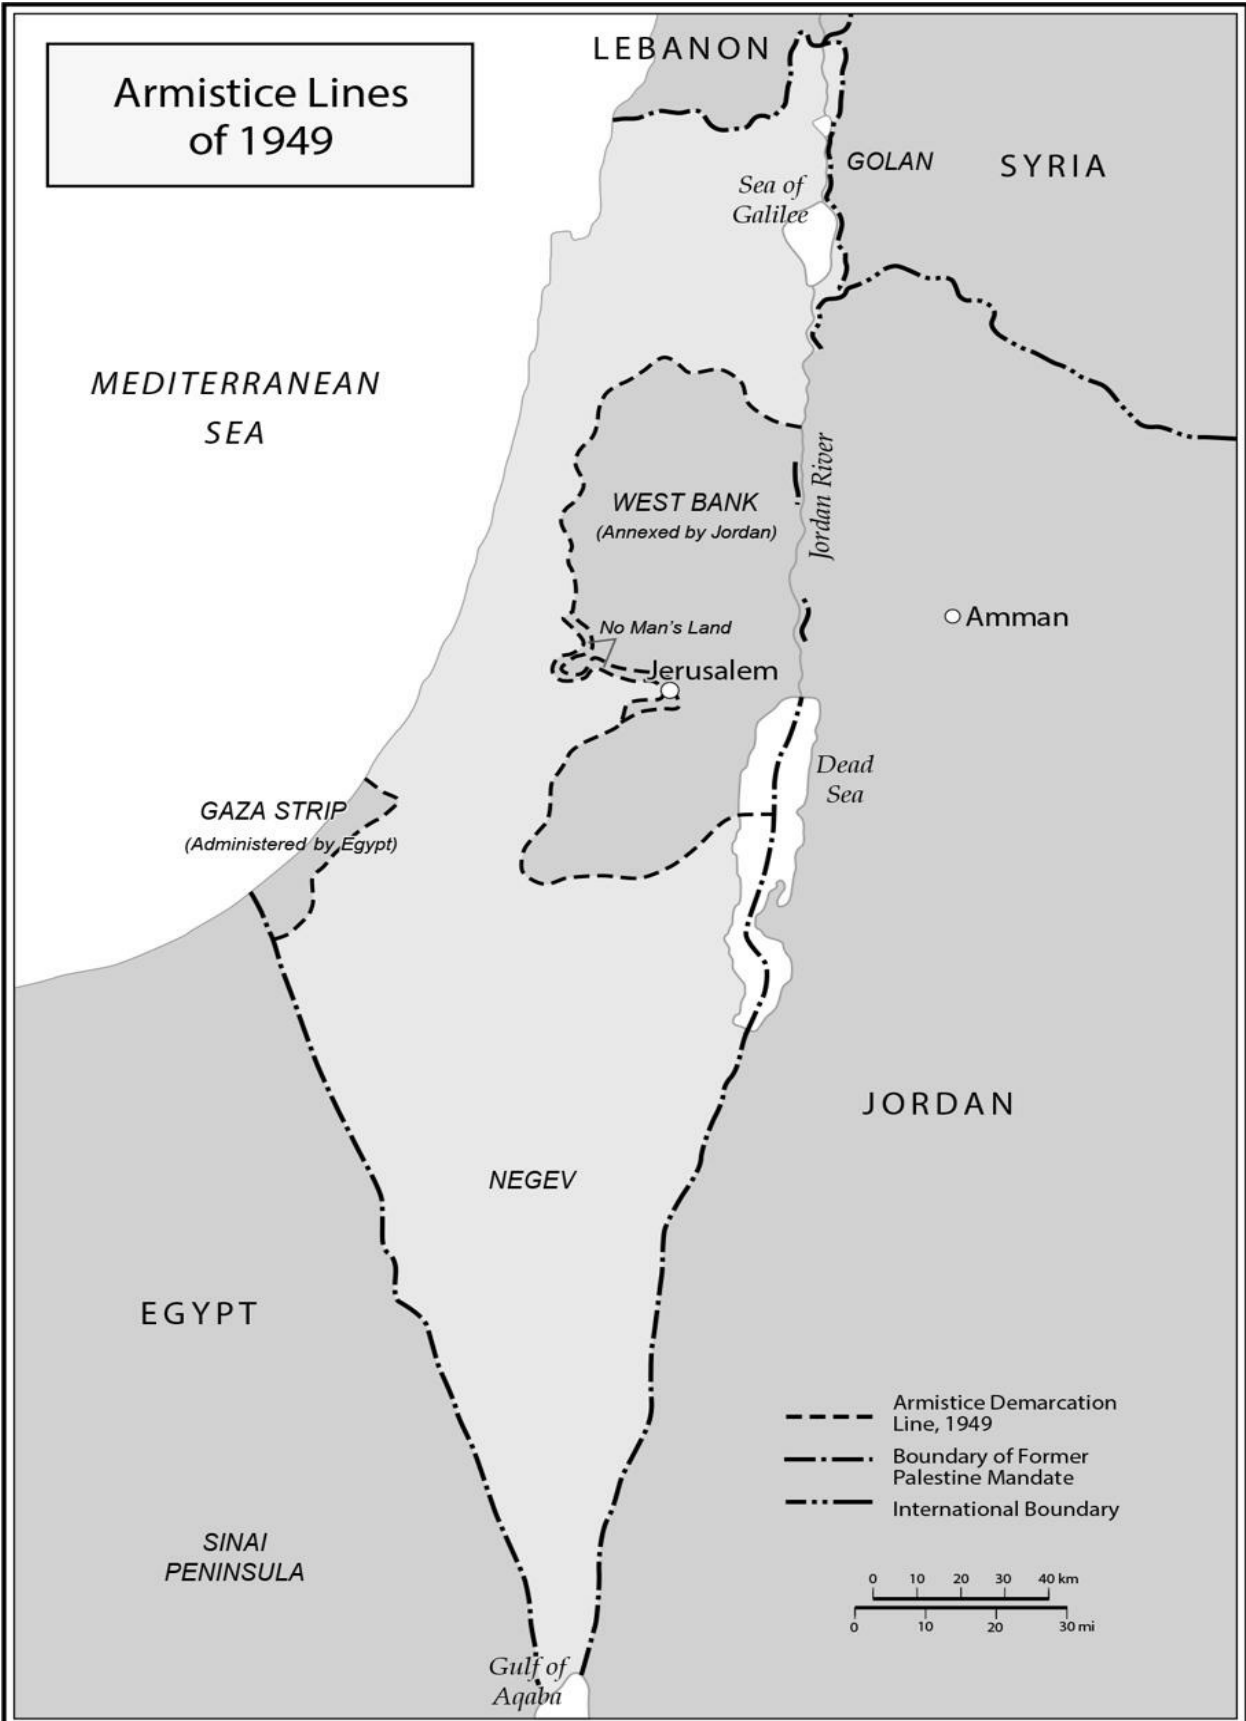 Armistice Lines
of 1949
LEBANON
GOLAN
SYRIA
Sea of
Galilee
MEDITERRANEAN
SEA
WEST BANK
(Annexed by Jordan)
Jordan River
No Man's Land
Amman
Jerusalem
Dead
Sea
GAZA STRIP
(Administered by Egypt)
JORDAN
NEGEV
EGYPT
SINAI
PENINSULA
Gulf of
Aqaba
Armistice Demarcation
Line, 1949
Boundary of Former
Palestine Mandate
International Boundary
0 10 20 30 40 km
0 10 20 30 mi